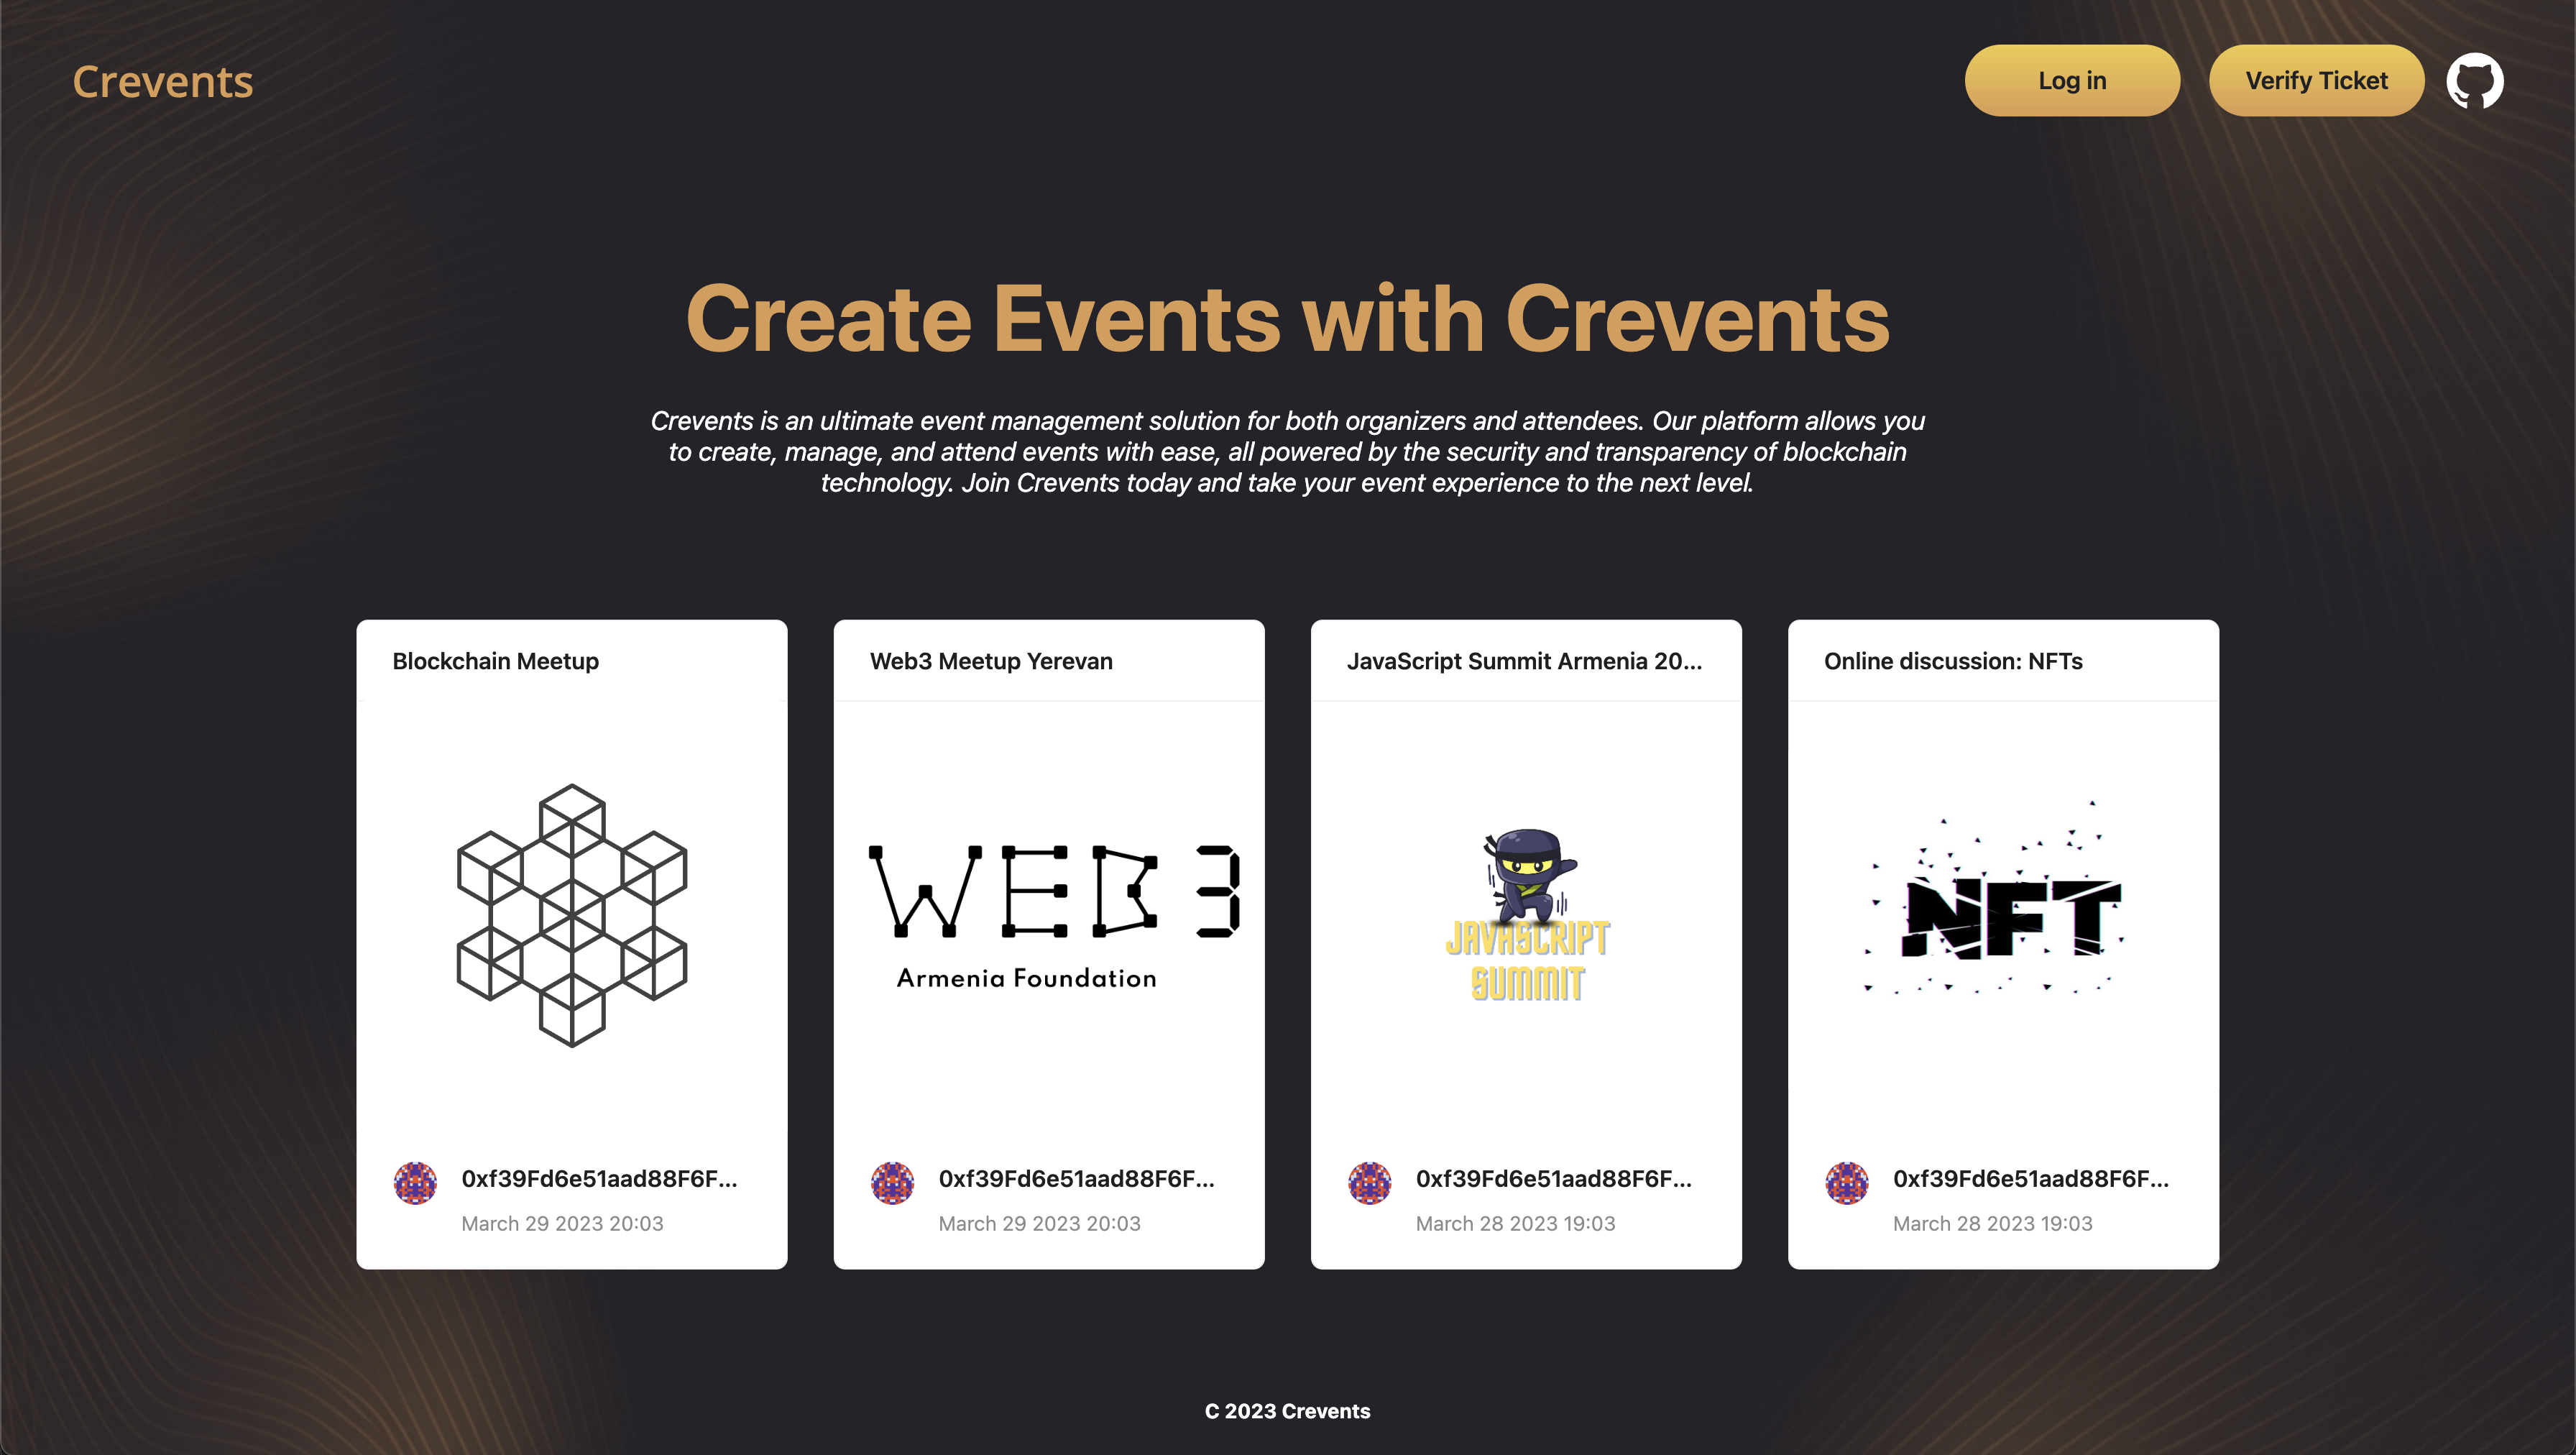 Crevents
Log in
Verify Ticket
Create Events with Crevents
Crevents is an ultimate event management solution for both organizers and attendees. Our platform allows you
to create, manage, and attend events with ease, all powered by the security and transparency of blockchain
technology. Join Crevents today and take your event experience to the next level.
Blockchain Meetup
0xf39Fd6e51aad88F6F...
March 29 2023 20:03
Web3 Meetup Yerevan
WEB 3
Armenia Foundation
0xf39Fd6e51aad88F6F...
March 29 2023 20:03
JavaScript Summit Armenia 20...
JAVASCRIPT
SUMMIT
0xf39Fd6e51aad88F6F...
March 28 2023 19:03
Online discussion: NFTs
NFT
0xf39Fd6e51aad88F6F...
March 28 2023 19:03
C 2023 Crevents